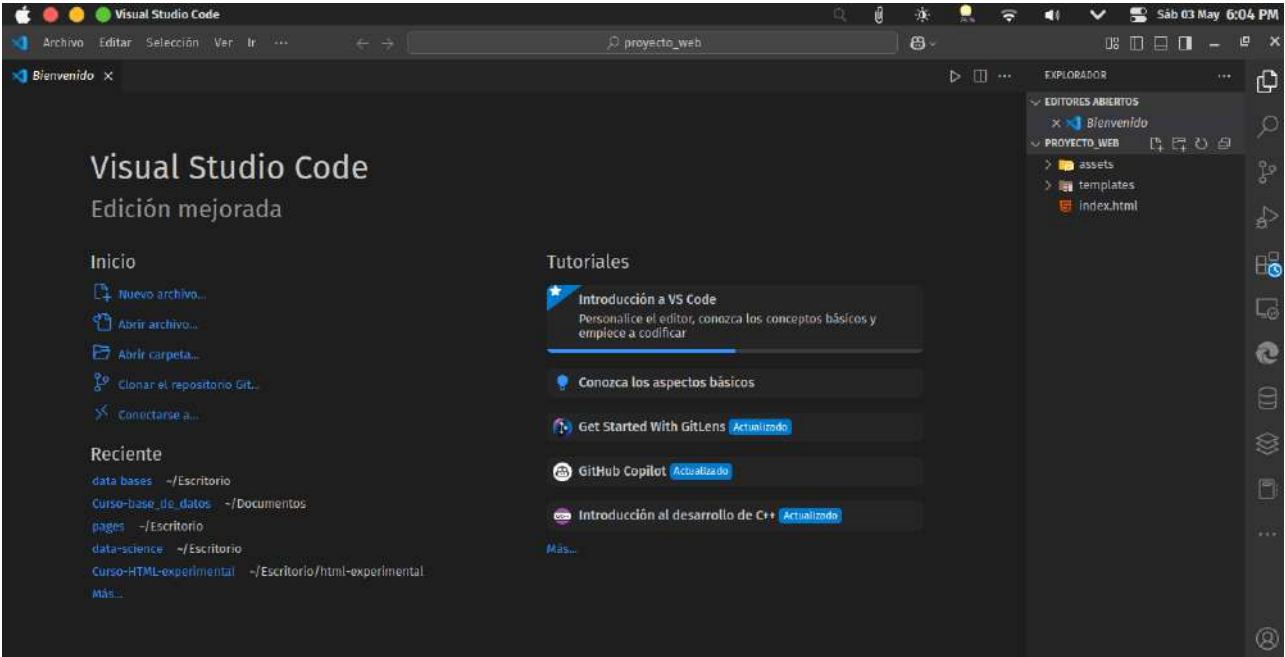 Visual Studio Code
Sáb 03 May 6:04 PM
Archivo Editar Selección Ver Ir ···
proyecto_web
Bienvenido
Visual Studio Code
Edición mejorada
Inicio
Nuevo archivo...
Abrir archivo...
Abrir carpeta...
Clonar el repositorio Git...
Conectarse a...
Reciente
data bases ~/Escritorio
Curso-base_de_datos ~/Documentos
pages ~/Escritorio
data-science ~/Escritorio
Curso-HTML-experimental ~/Escritorio/html-experimental
Más...
Tutoriales
Introducción a VS Code
Personalice el editor, conozca los conceptos básicos y
empiece a codificar
Conozca los aspectos básicos
Get Started With GitLens Actualizado
GitHub Copilot Actualizado
Introducción al desarrollo de C++ Actualizado
Más...
EXPLORADOR
EDITORES ABIERTOS
Bienvenido
PROYECTO_WEB
assets
templates
index.html